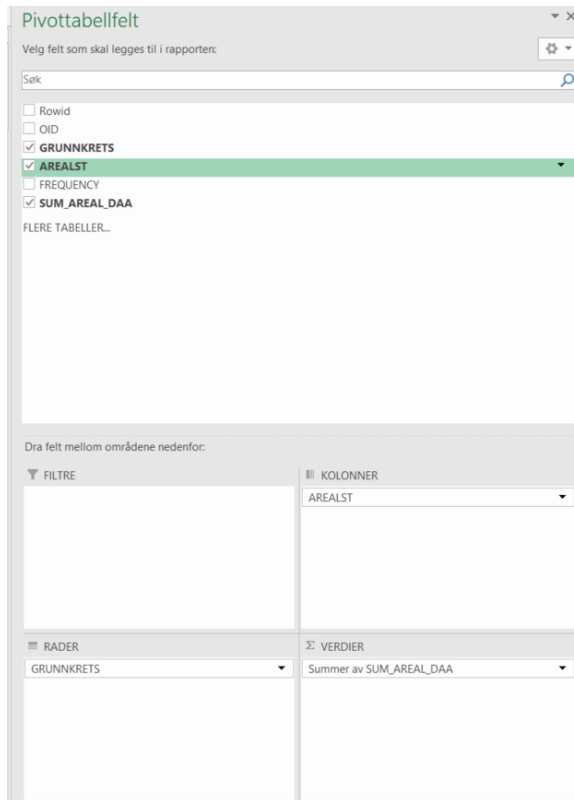 Pivottabellfelt
Velg felt som skal legges til i rapporten:
Søk
Rowid
OID
GRUNNKRETS
AREALST
FREQUENCY
SUM_AREAL_DAA
FLERE TABELLER...
Dra felt mellom områdene nedenfor:
FILTRE
KOLONNER
AREALST
RADER
Σ VERDIER
GRUNNKRETS
Summer av SUM_AREAL_DAA